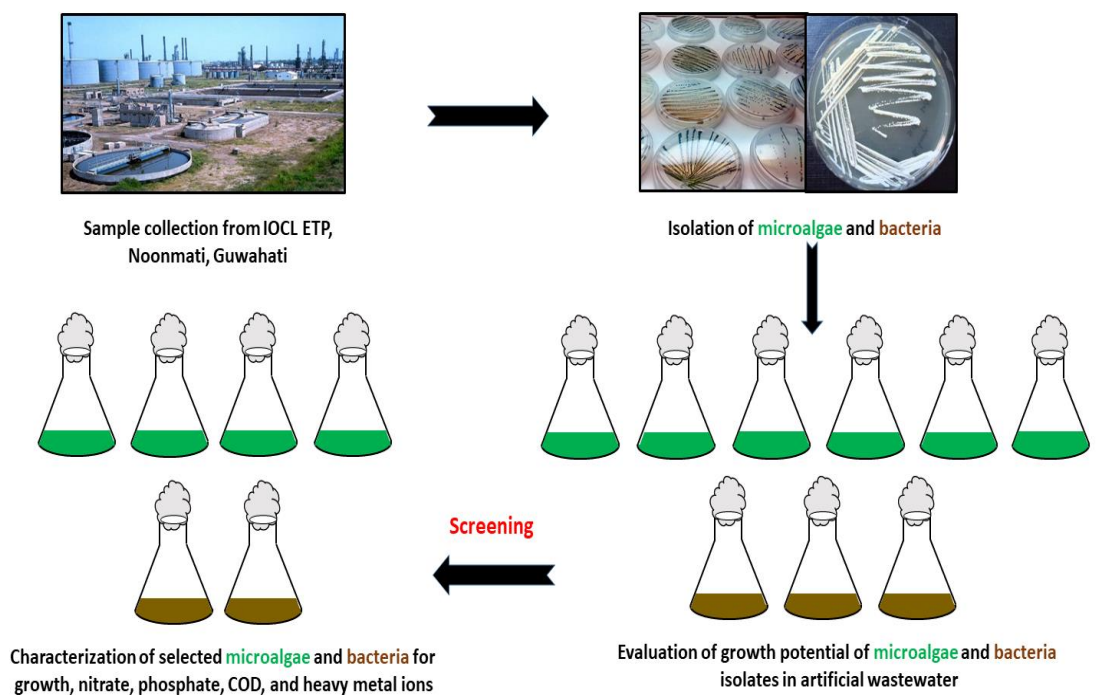 Sample collection from IOCL ETP,
Noonmati, Guwahati
Isolation of microalgae and bacteria
Screening
Evaluation of growth potential of microalgae and bacteria
isolates in artificial wastewater
Characterization of selected microalgae and bacteria for
growth, nitrate, phosphate, COD, and heavy metal ions